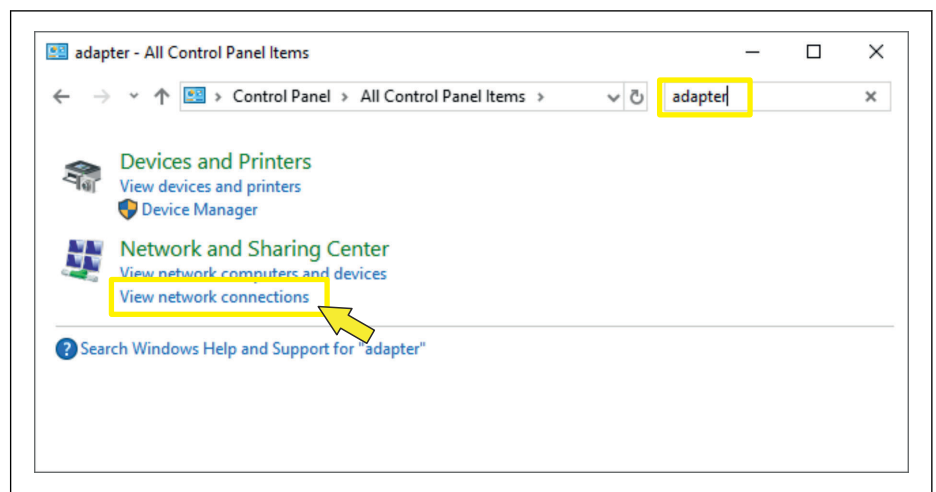 adapter - All Control Panel Items
Control Panel > All Control Panel Items >
adapter
Devices and Printers
View devices and printers
Device Manager
Network and Sharing Center
View network computers and devices
View network connections
Search Windows Help and Support for "adapter"